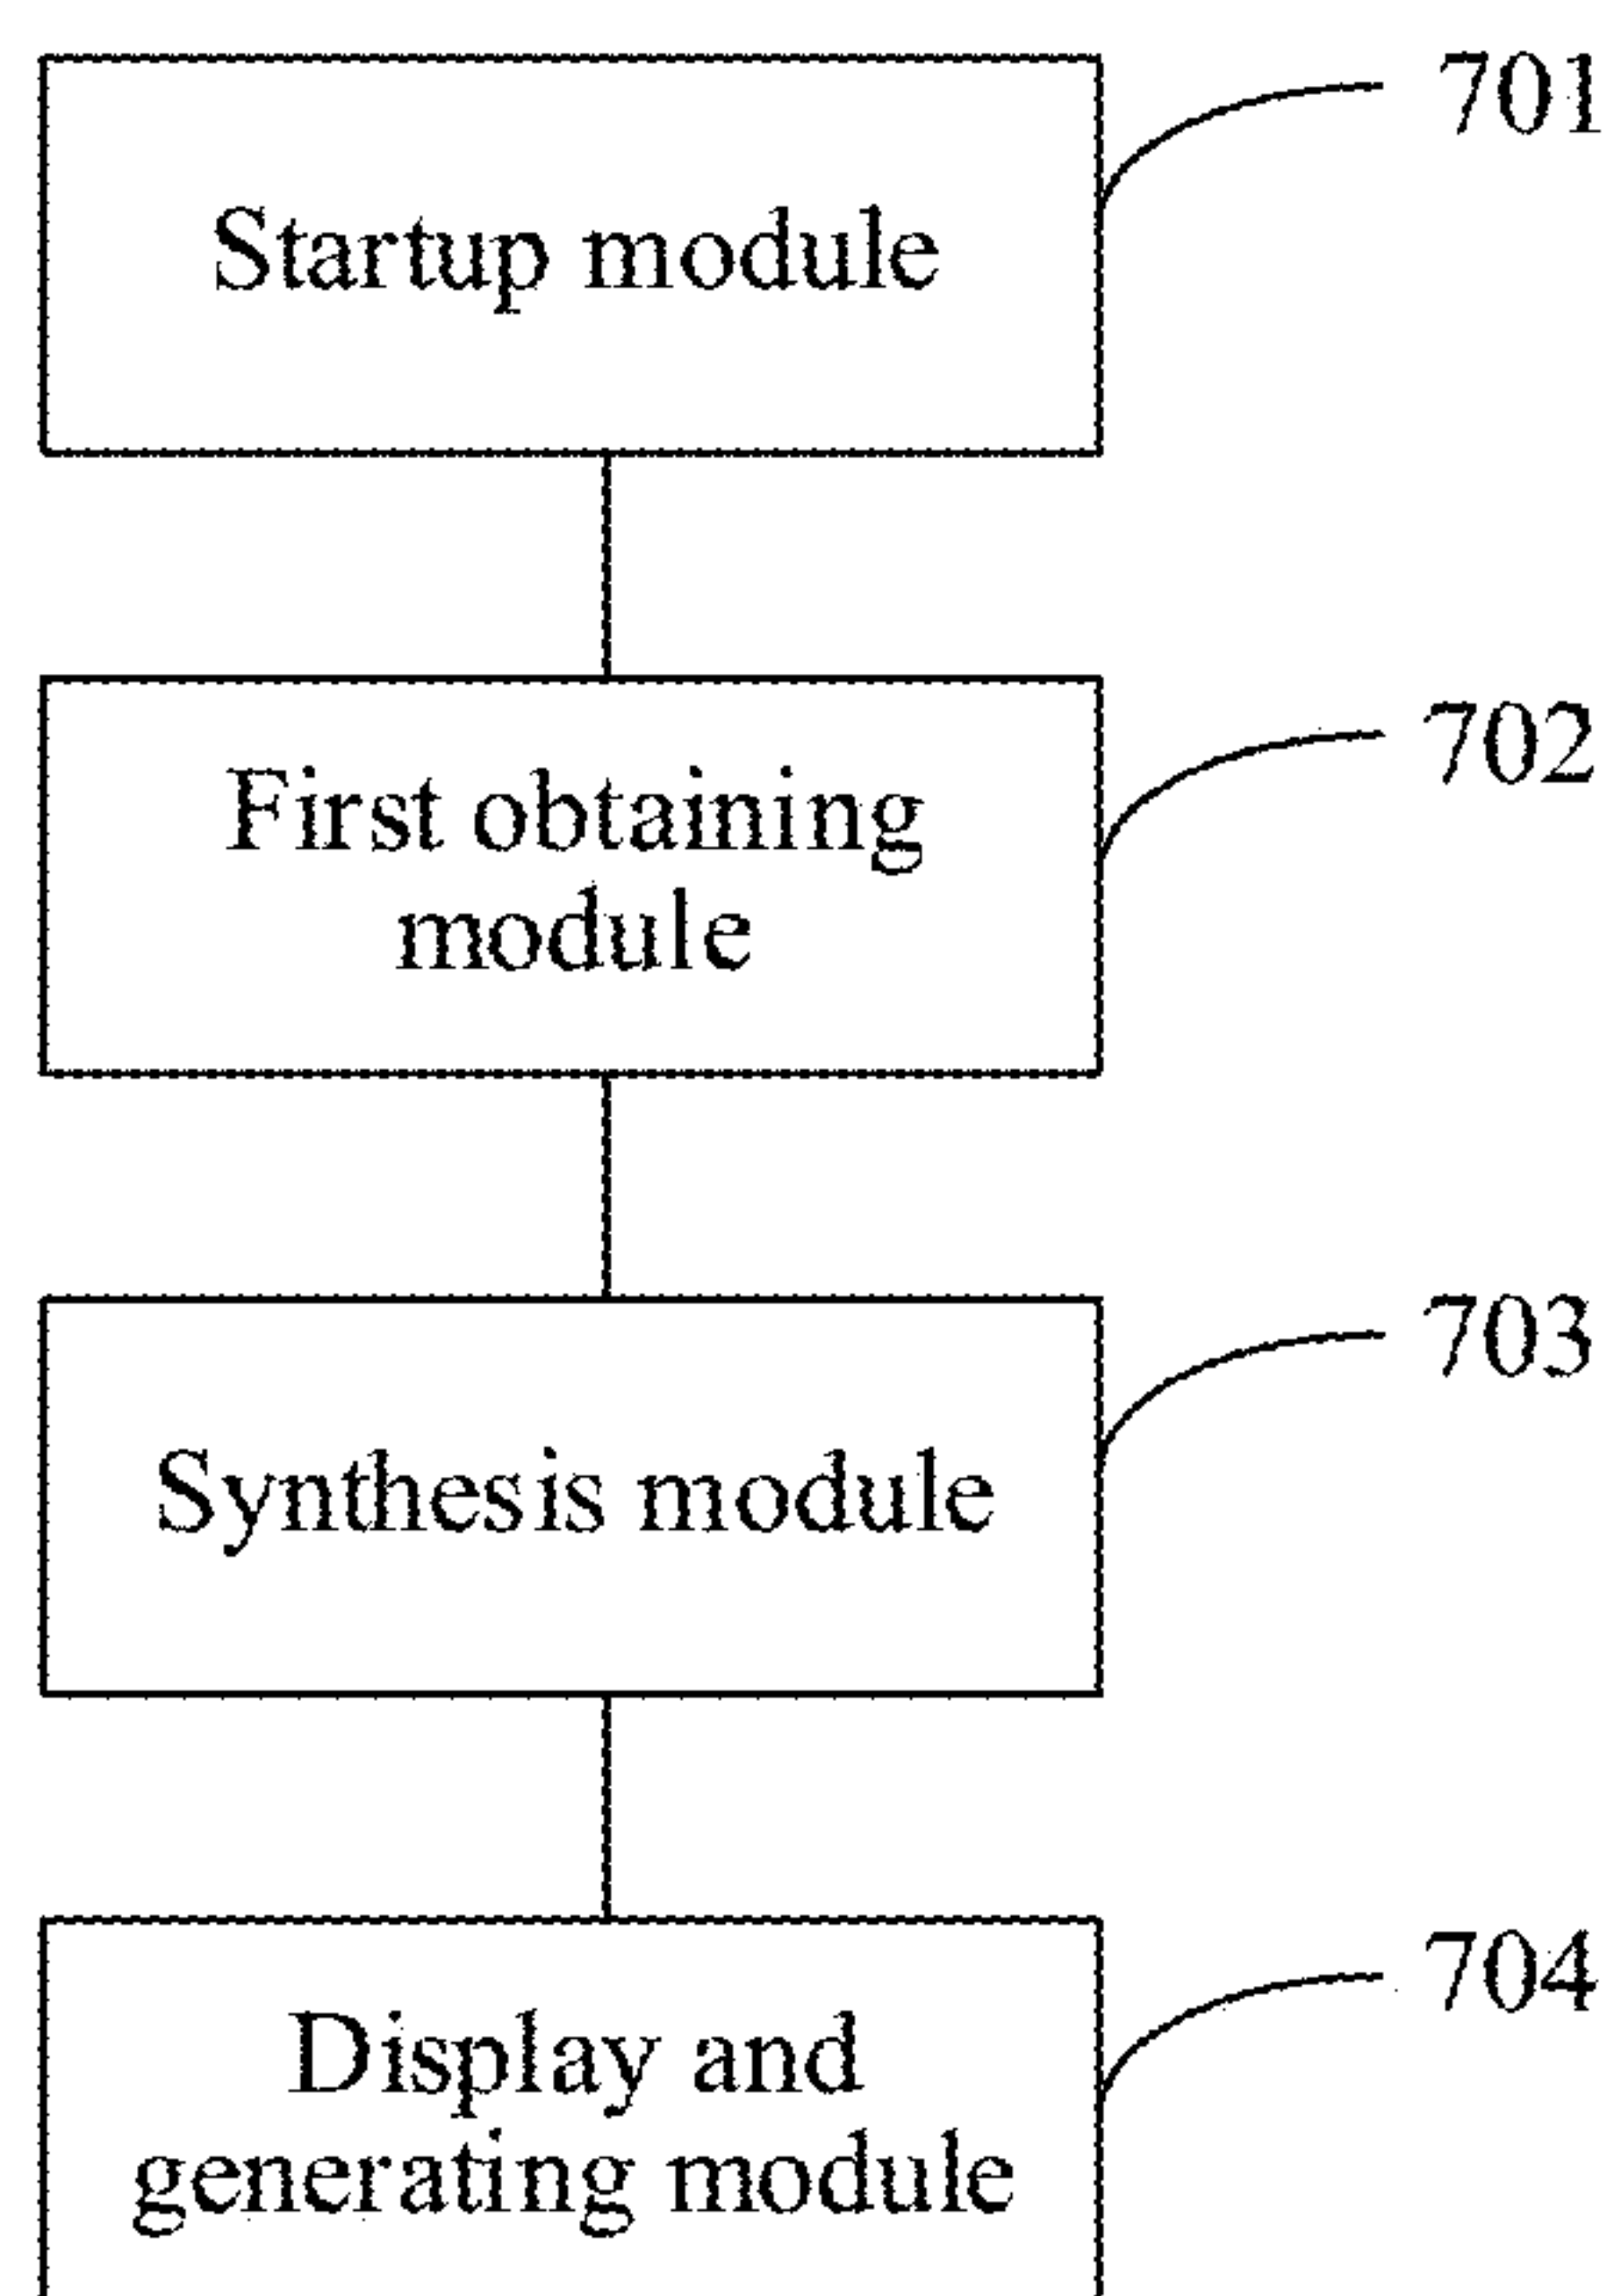 701
Startup module
702
First obtaining
module
703
Synthesis module
704
Display and
generating module